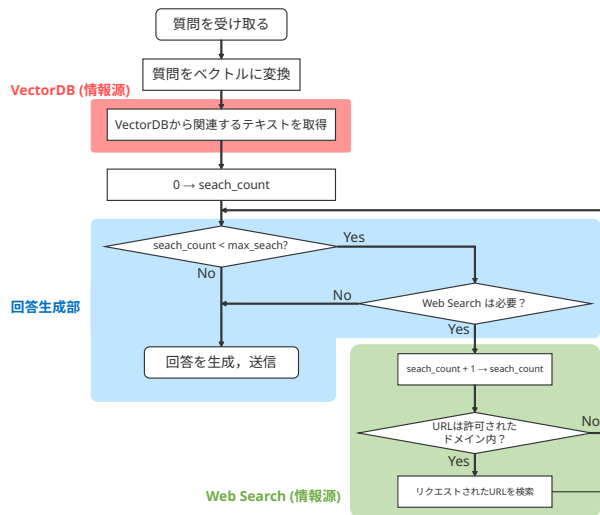 質問を受け取る
質問をベクトルに変換
VectorDB (情報源)
VectorDBから関連するテキストを取得
0 → seach_count
seach_count < max_seach?
Yes
No
Web Search は必要？
No
Yes
回答生成部
回答を生成，送信
seach_count + 1 → seach_count
URLは許可された
ドメイン内？
No
Yes
リクエストされたURLを検索
Web Search (情報源)